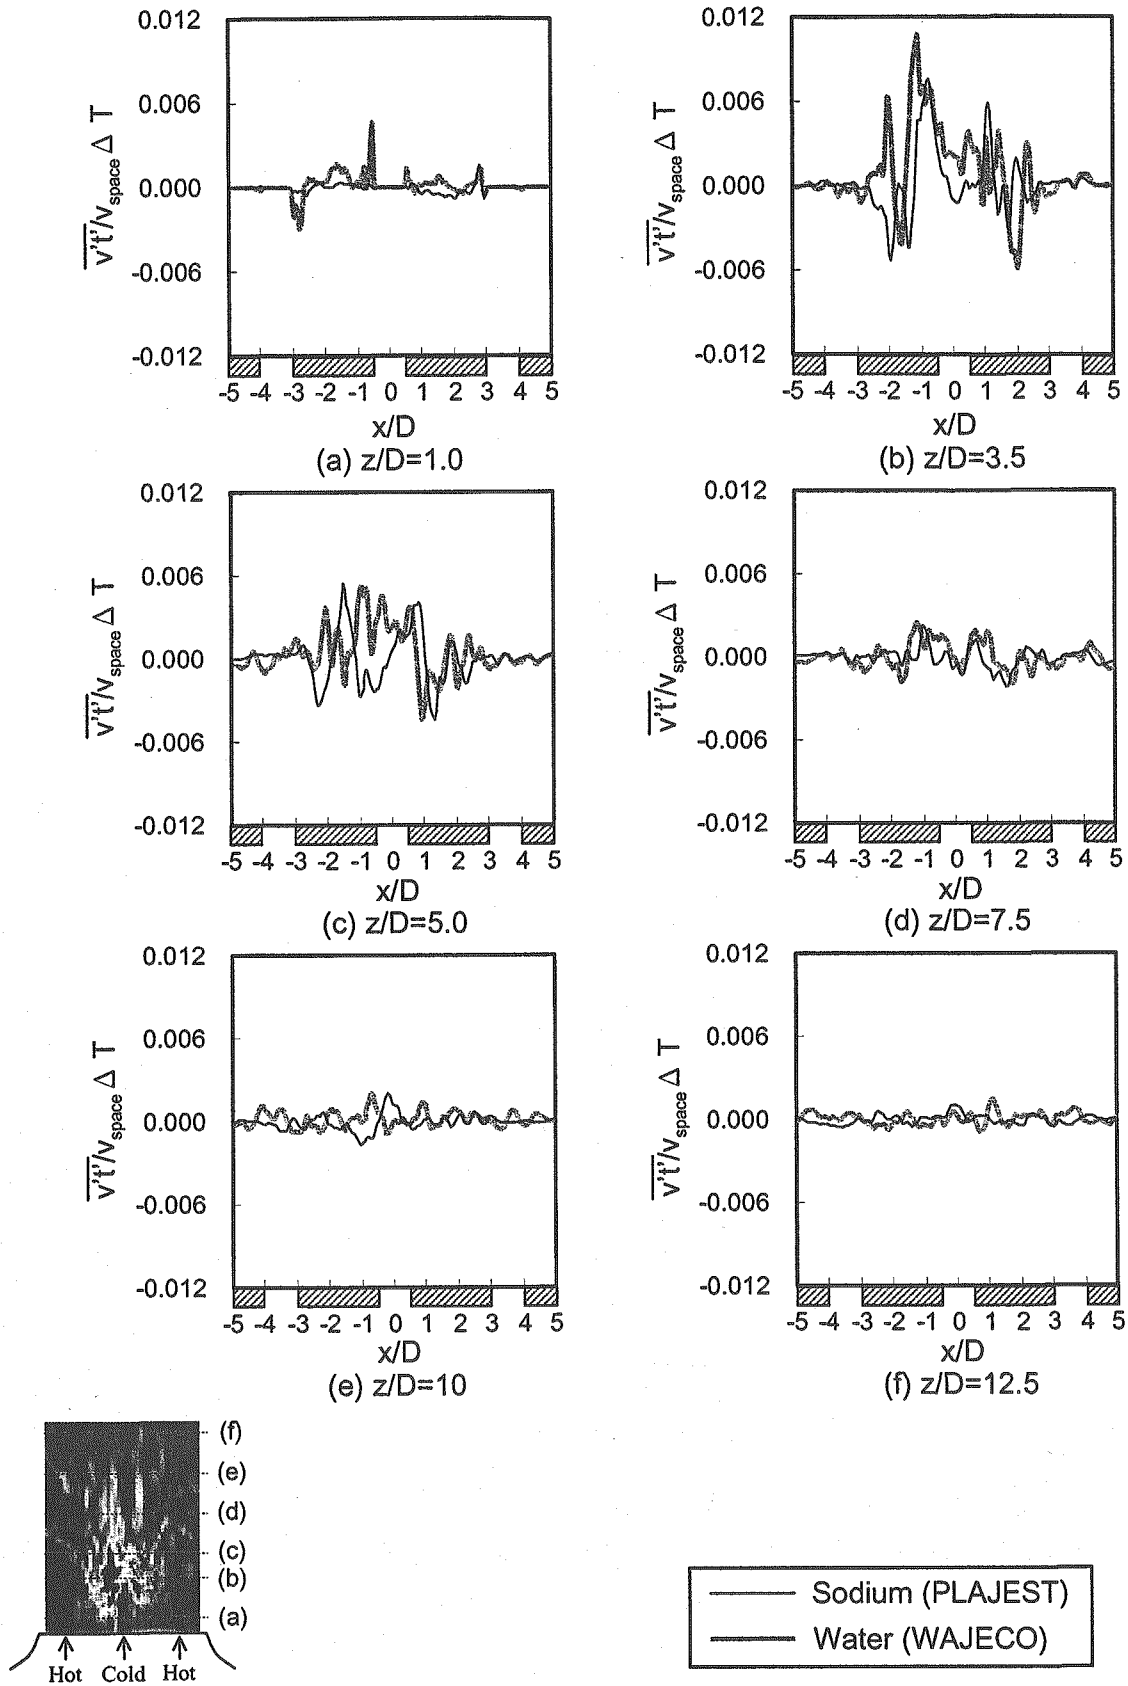 0.012
0.006
0.000
-0.006
-0.012
v't'/v_space Δ T
-5 -4 -3 -2 -1 0 1 2 3 4 5
x/D
(a) z/D=1.0
0.012
0.006
0.000
-0.006
-0.012
v't'/v_space Δ T
-5 -4 -3 -2 -1 0 1 2 3 4 5
x/D
(b) z/D=3.5
0.012
0.006
0.000
-0.006
-0.012
v't'/v_space Δ T
-5 -4 -3 -2 -1 0 1 2 3 4 5
x/D
(c) z/D=5.0
0.012
0.006
0.000
-0.006
-0.012
v't'/v_space Δ T
-5 -4 -3 -2 -1 0 1 2 3 4 5
x/D
(d) z/D=7.5
0.012
0.006
0.000
-0.006
-0.012
v't'/v_space Δ T
-5 -4 -3 -2 -1 0 1 2 3 4 5
x/D
(e) z/D=10
0.012
0.006
0.000
-0.006
-0.012
v't'/v_space Δ T
-5 -4 -3 -2 -1 0 1 2 3 4 5
x/D
(f) z/D=12.5
(f)
(e)
(d)
(c)
(b)
(a)
Hot Cold Hot
Sodium (PLAJEST)
Water (WAJECO)